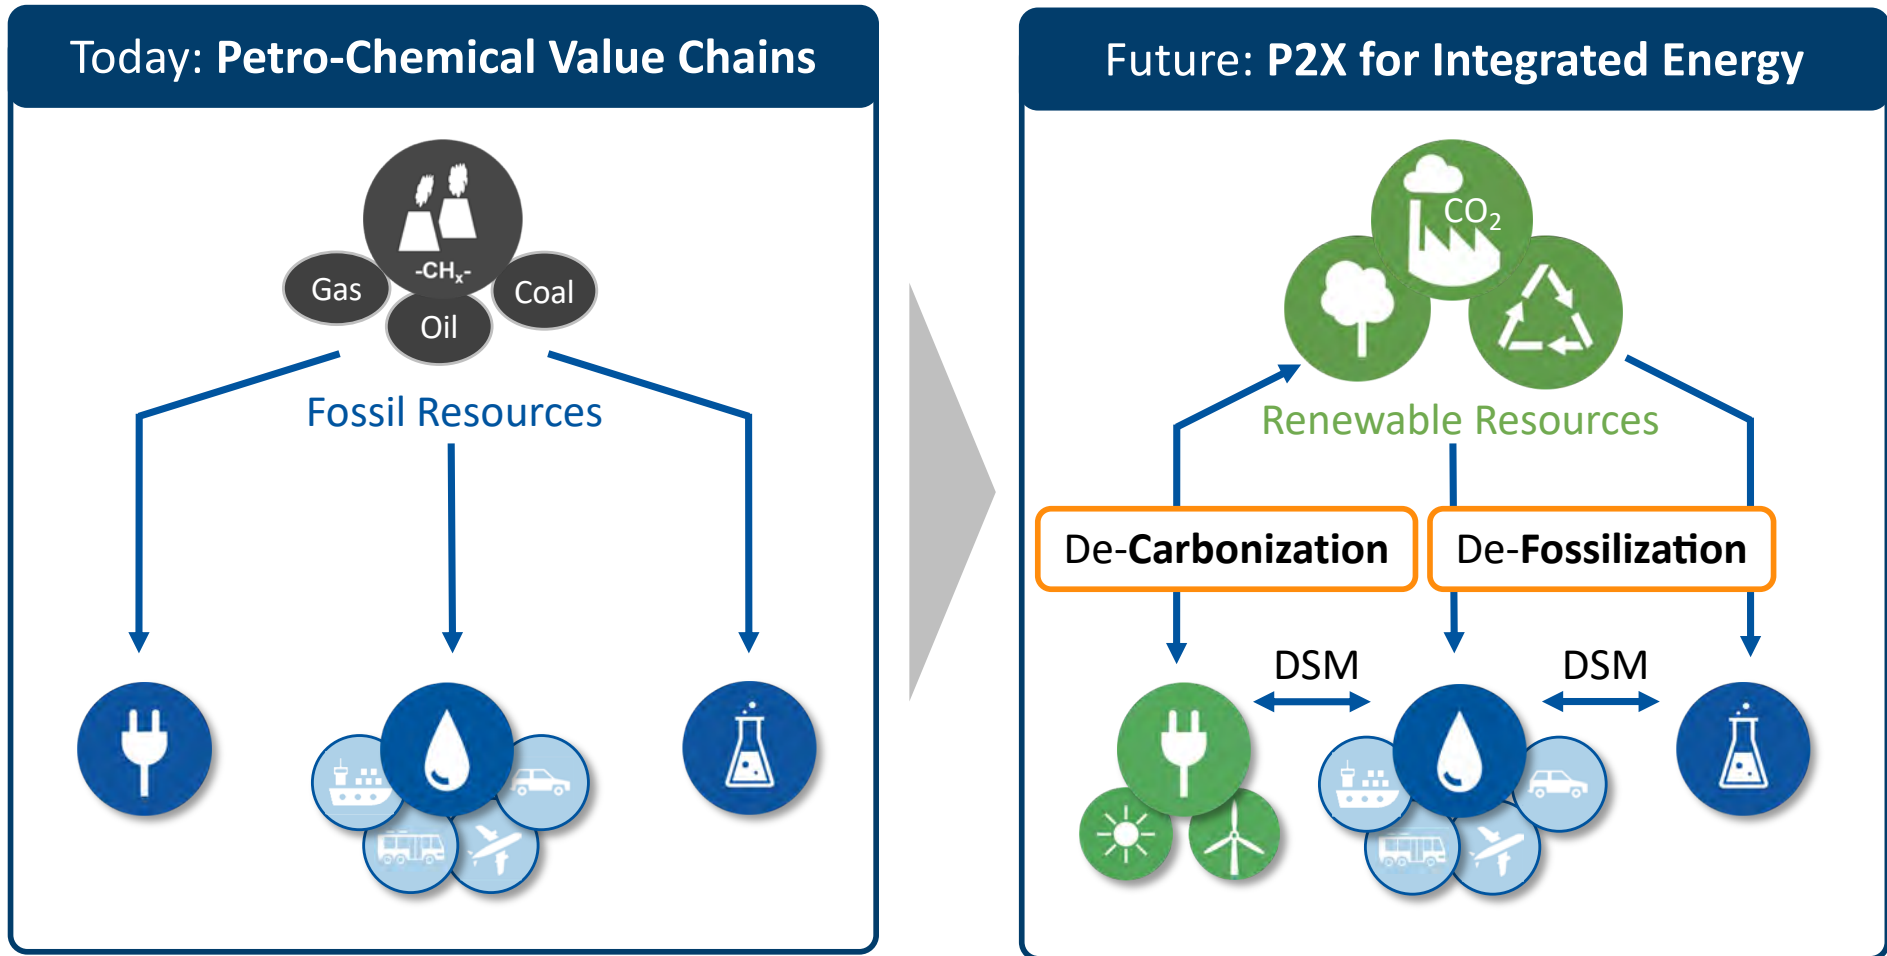 Today: Petro-Chemical Value Chains
-CHₓ-
Gas
Coal
Oil
Fossil Resources
Future: P2X for Integrated Energy
CO₂
Renewable Resources
De-Carbonization
De-Fossilization
DSM
DSM